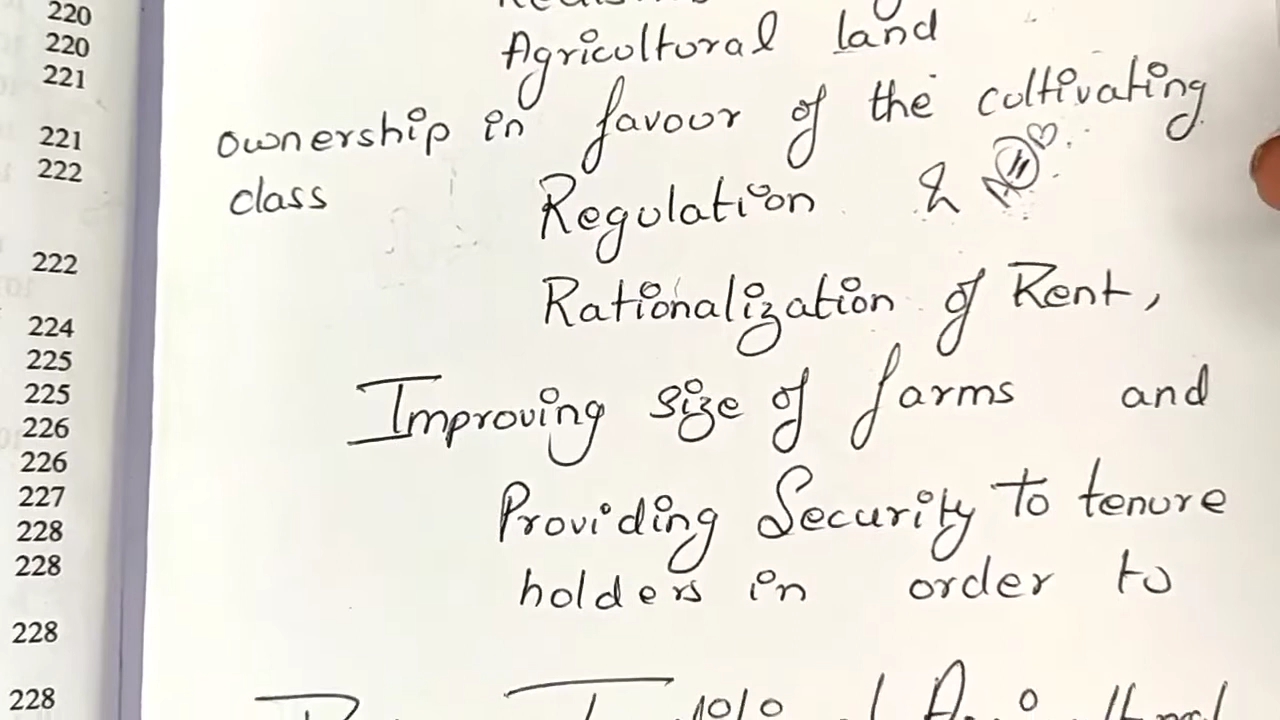 220
220
221
221
222
222
224
225
225
226
226
227
228
228
228
228
Agricultural land
ownership in favour of the cultivating
class Regulation &
Rationalization of Rent,
Improving size of farms and
Providing Security to tenure
holders in order to